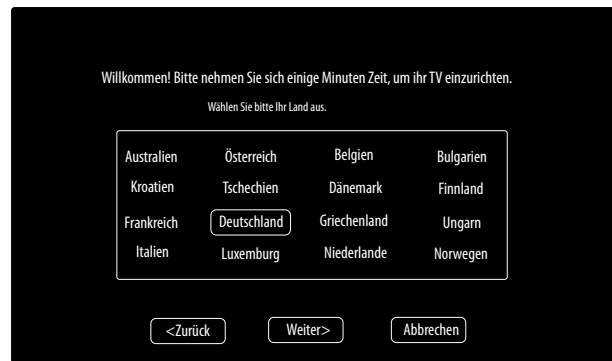 Willkommen! Bitte nehmen Sie sich einige Minuten Zeit, um ihr TV einzurichten.
Wählen Sie bitte Ihr Land aus.
Australien Österreich Belgien Bulgarien
Kroatien Tschechien Dänemark Finnland
Frankreich Deutschland Griechenland Ungarn
Italien Luxemburg Niederlande Norwegen
<Zurück Weiter> Abbrechen